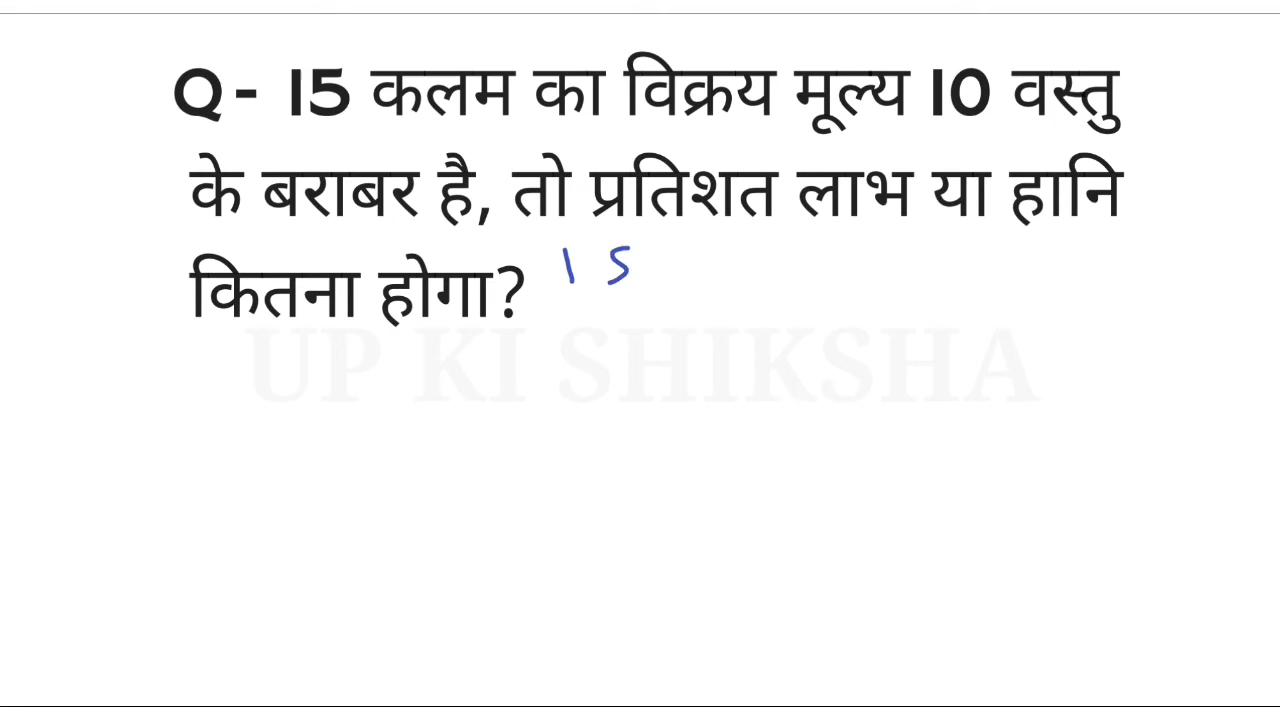 Q- 15 कलम का विक्रय मूल्य 10 वस्तु
के बराबर है, तो प्रतिशत लाभ या हानि
कितना होगा? 15
UP KI SHIKSHA